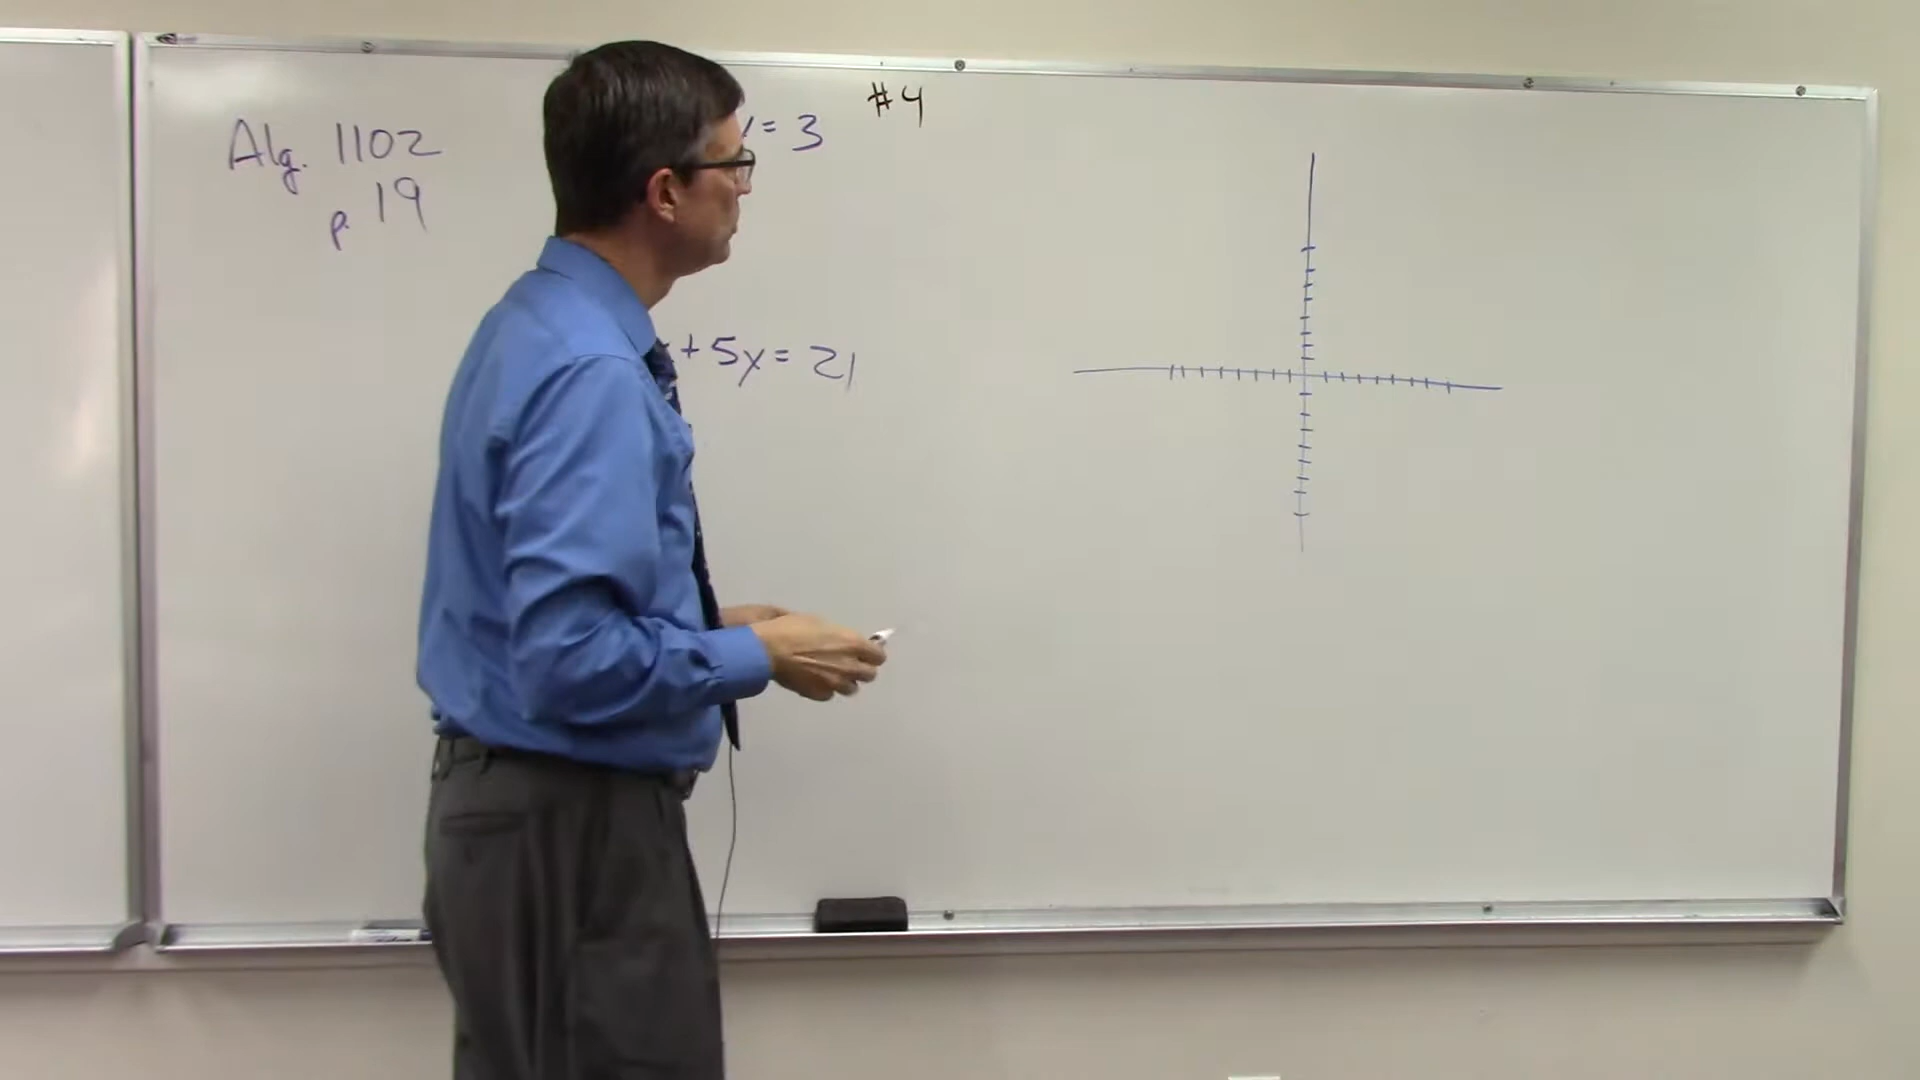 Alg. 1102
p. 19
#4
y = 3
+ 5y = 21